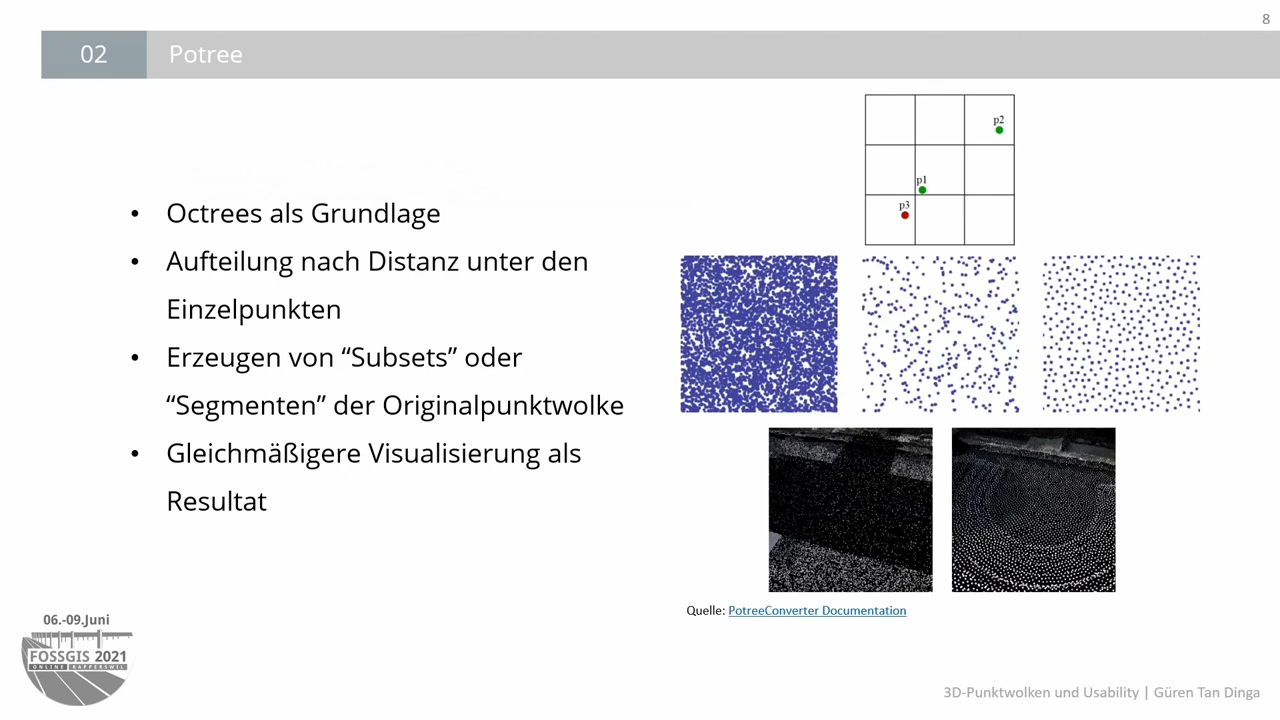 8
02 Potree
p2
p1
p3
• Octrees als Grundlage
• Aufteilung nach Distanz unter den
Einzelpunkten
• Erzeugen von “Subsets” oder
“Segmenten” der Originalpunktwolke
• Gleichmäßigere Visualisierung als
Resultat
Quelle: PotreeConverter Documentation
06.-09.Juni
FOSSGIS 2021
ONLINE RAPPERSWIL
3D-Punktwolken und Usability | Güren Tan Dinga